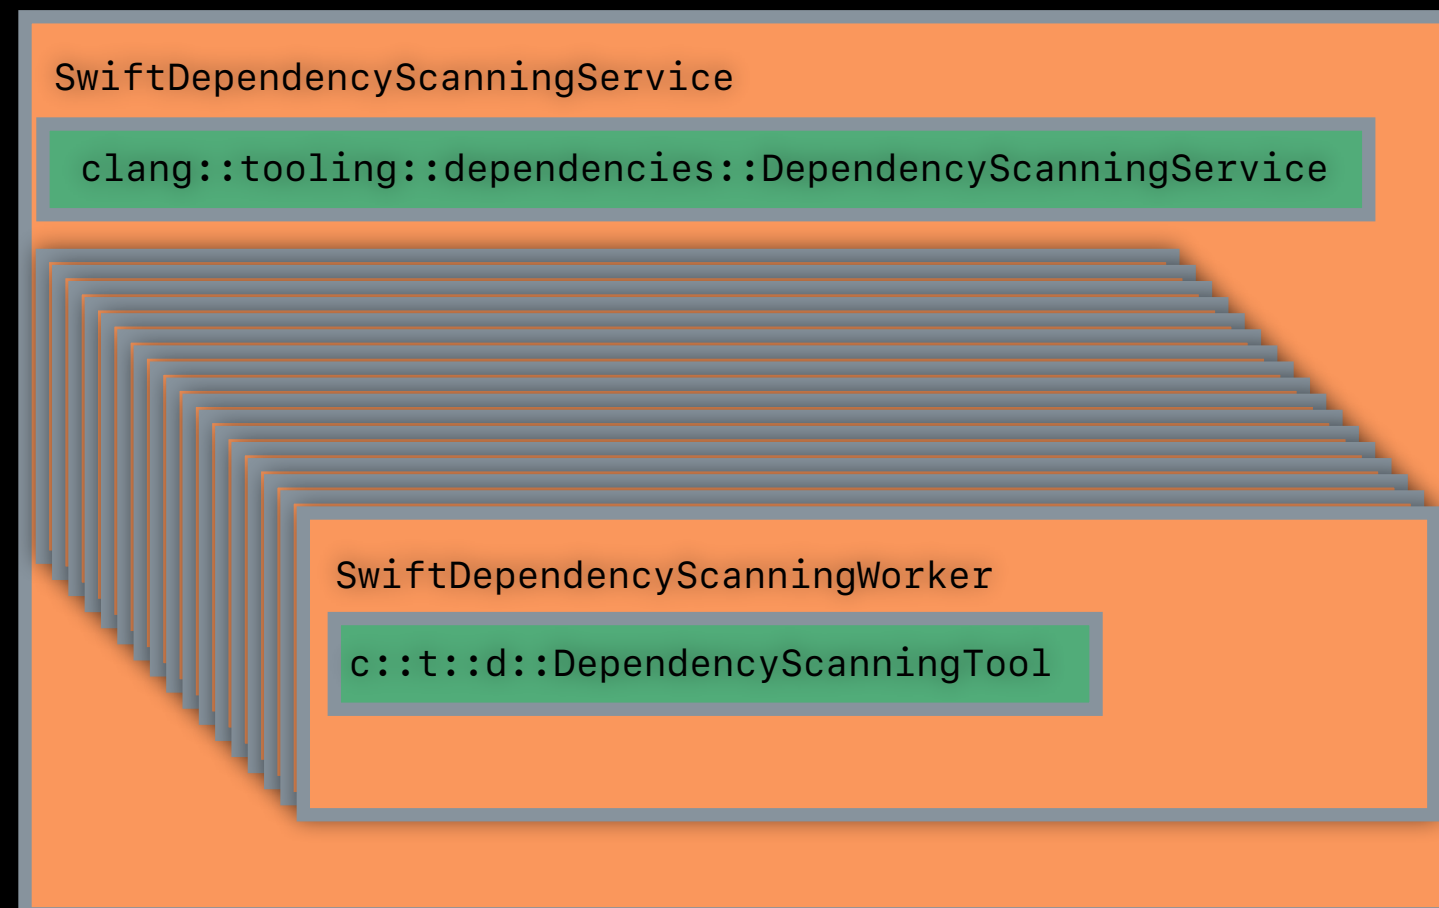 SwiftDependencyScanningService
clang::tooling::dependencies::DependencyScanningService
SwiftDependencyScanningWorker
c::t::d::DependencyScanningTool